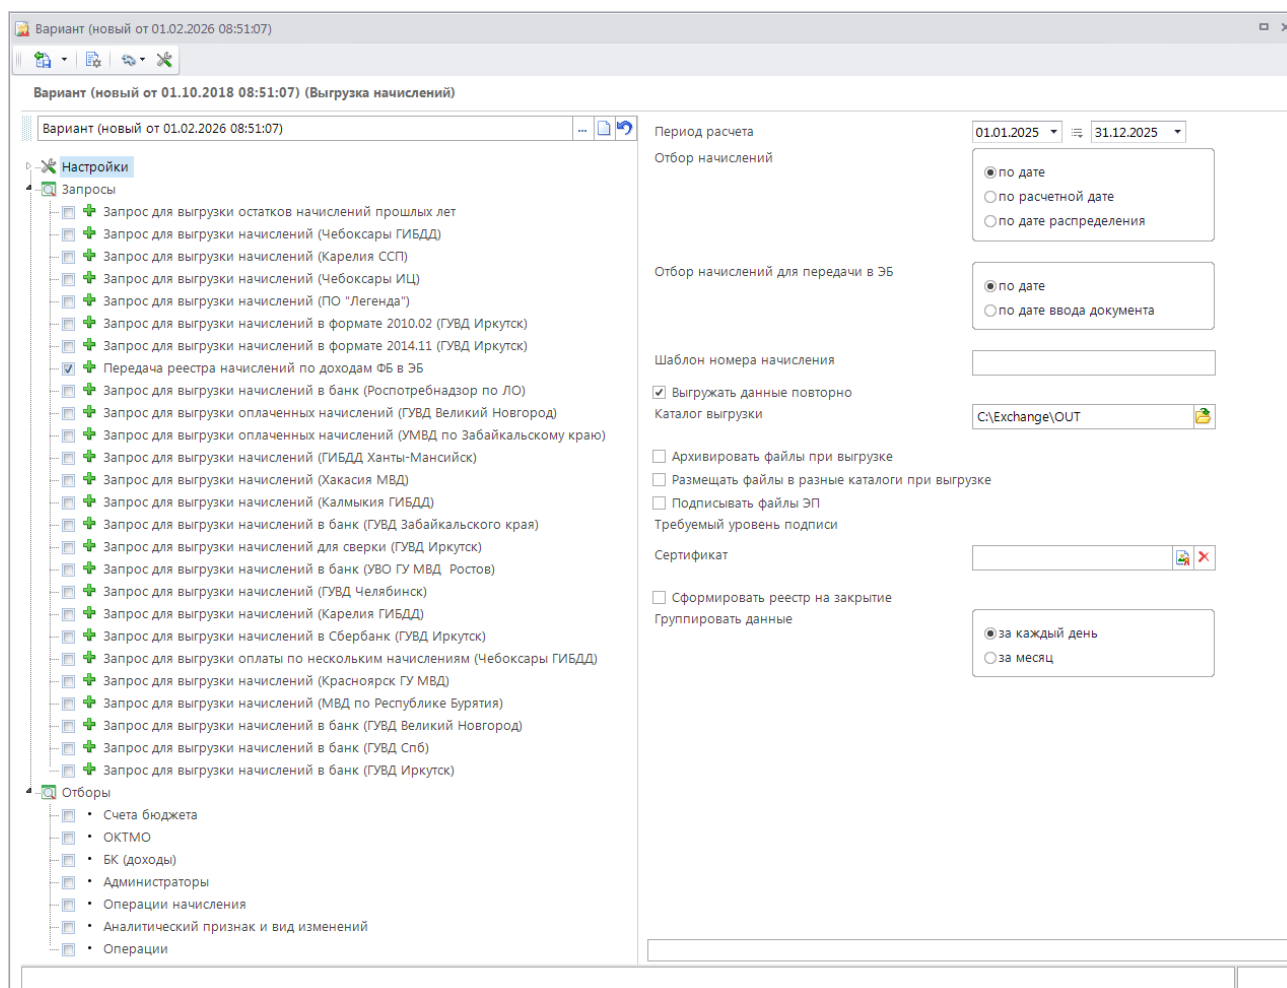 Вариант (новый от 01.02.2026 08:51:07)
Вариант (новый от 01.10.2018 08:51:07) (Выгрузка начислений)
Вариант (новый от 01.02.2026 08:51:07)
...
Настройки
Запросы
Запрос для выгрузки остатков начислений прошлых лет
Запрос для выгрузки начислений (Чебоксары ГИБДД)
Запрос для выгрузки начислений (Карелия ССП)
Запрос для выгрузки начислений (Чебоксары ИЦ)
Запрос для выгрузки начислений (ПО "Легенда")
Запрос для выгрузки начислений в формате 2010.02 (ГУВД Иркутск)
Запрос для выгрузки начислений в формате 2014.11 (ГУВД Иркутск)
Передача реестра начислений по доходам ФБ в ЭБ
Запрос для выгрузки начислений в банк (Роспотребнадзор по ЛО)
Запрос для выгрузки оплаченных начислений (ГУВД Великий Новгород)
Запрос для выгрузки оплаченных начислений (УМВД по Забайкальскому краю)
Запрос для выгрузки начислений (ГИБДД Ханты-Мансийск)
Запрос для выгрузки начислений (Хакасия МВД)
Запрос для выгрузки начислений (Калмыкия ГИБДД)
Запрос для выгрузки начислений в банк (ГУВД Забайкальского края)
Запрос для выгрузки начислений для сверки (ГУВД Иркутск)
Запрос для выгрузки начислений в банк (УВО ГУ МВД  Ростов)
Запрос для выгрузки начислений (ГУВД Челябинск)
Запрос для выгрузки начислений (Карелия ГИБДД)
Запрос для выгрузки начислений в Сбербанк (ГУВД Иркутск)
Запрос для выгрузки оплаты по нескольким начислениям (Чебоксары ГИБДД)
Запрос для выгрузки начислений (Красноярск ГУ МВД)
Запрос для выгрузки начислений (МВД по Республике Бурятия)
Запрос для выгрузки начислений в банк (ГУВД Великий Новгород)
Запрос для выгрузки начислений в банк (ГУВД Спб)
Запрос для выгрузки начислений в банк (ГУВД Иркутск)
Отборы
Счета бюджета
ОКТМО
БК (доходы)
Администраторы
Операции начисления
Аналитический признак и вид изменений
Операции
Период расчета 01.01.2025 31.12.2025
Отбор начислений
по дате
по расчетной дате
по дате распределения
Отбор начислений для передачи в ЭБ
по дате
по дате ввода документа
Шаблон номера начисления
Выгружать данные повторно
Каталог выгрузки C:\Exchange\OUT
Архивировать файлы при выгрузке
Размещать файлы в разные каталоги при выгрузке
Подписывать файлы ЭП
Требуемый уровень подписи
Сертификат
Сформировать реестр на закрытие
Группировать данные
за каждый день
за месяц